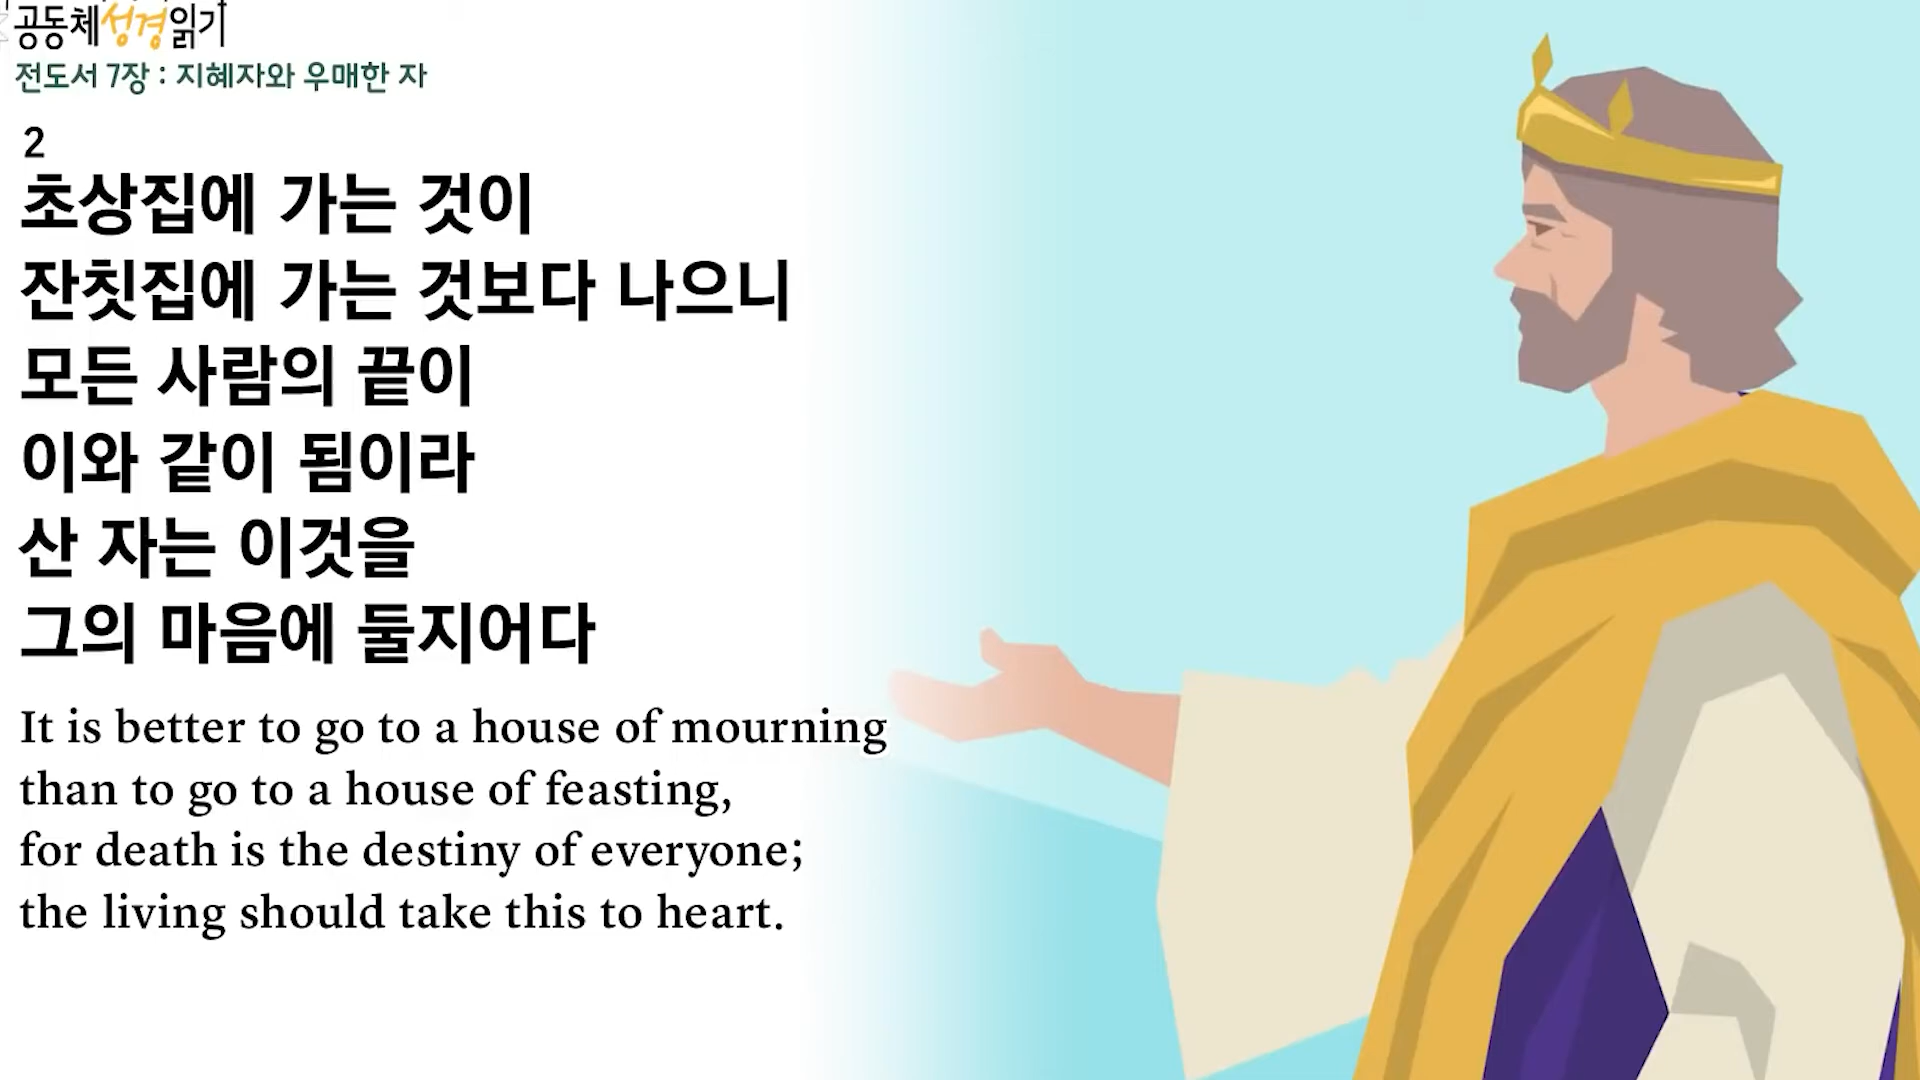 공동체성경읽기
전도서 7장 : 지혜자와 우매한 자
2
초상집에 가는 것이
잔칫집에 가는 것보다 나으니
모든 사람의 끝이
이와 같이 됨이라
산 자는 이것을
그의 마음에 둘지어다
It is better to go to a house of mourning
than to go to a house of feasting,
for death is the destiny of everyone;
the living should take this to heart.